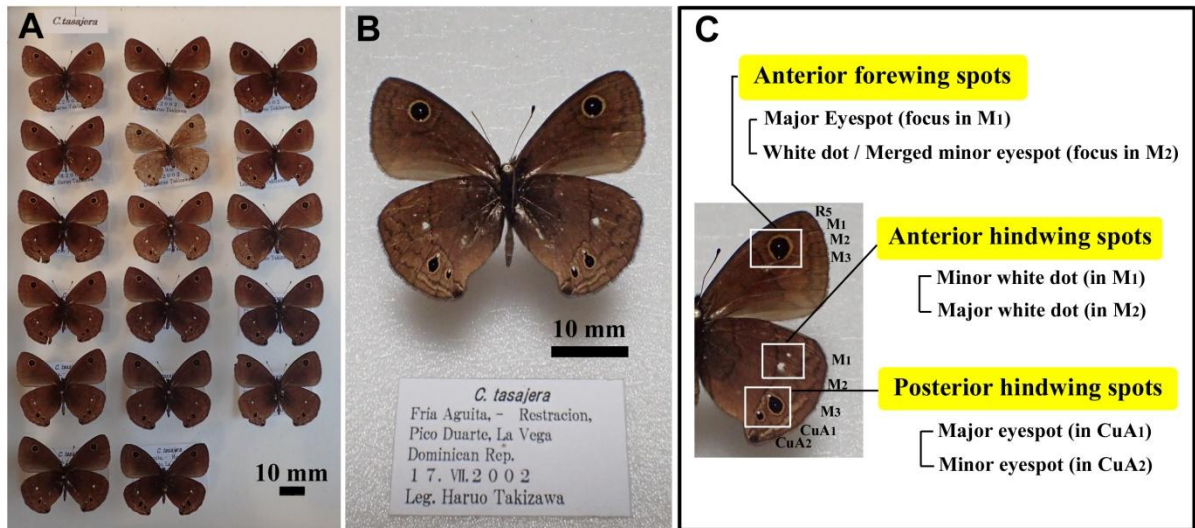 A
C.tasajera
10 mm
B
10 mm
C. tasajera
Fria Aguita, - Restracion,
Pico Duarte, La Vega
Dominican Rep.
17. VII. 2002
Leg. Haruo Takizawa
C
Anterior forewing spots
Major Eyespot (focus in M1)
White dot / Merged minor eyespot (focus in M2)
R5
M1
M2
M3
Anterior hindwing spots
Minor white dot (in M1)
Major white dot (in M2)
M1
M2
M3
CuA1
CuA2
Posterior hindwing spots
Major eyespot (in CuA1)
Minor eyespot (in CuA2)